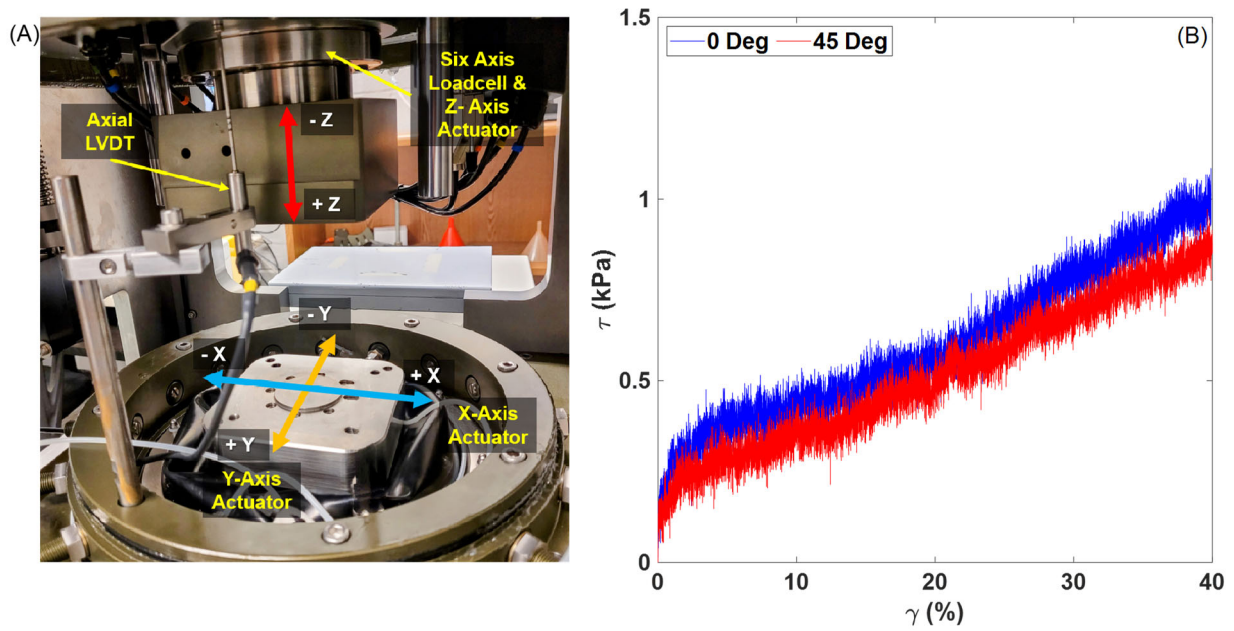 (A)
Six Axis
Loadcell &
Z- Axis
Actuator
Axial
LVDT
- Z
+ Z
- Y
- X
+ X
X-Axis
Actuator
+ Y
Y-Axis
Actuator
(B)
0 Deg
45 Deg
1.5
1
0.5
0
τ (kPa)
0
10
20
30
40
γ (%)